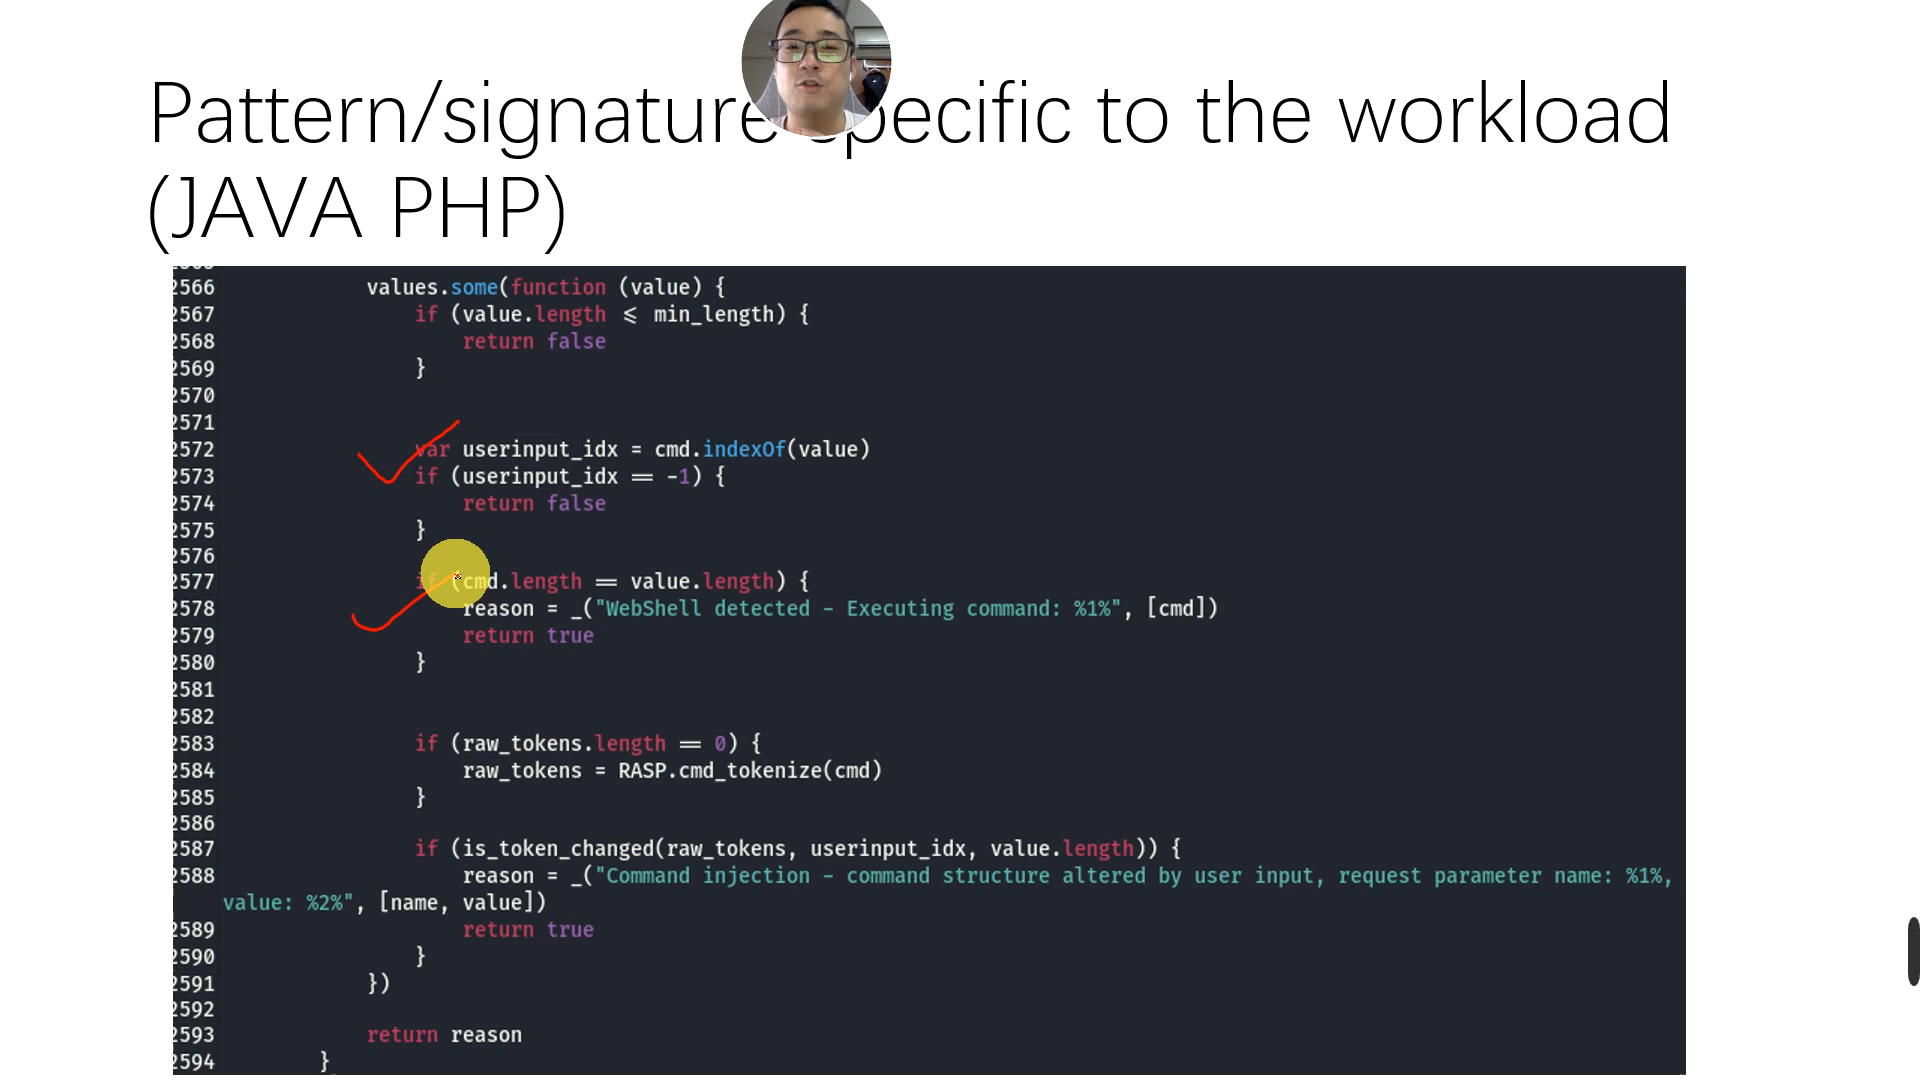 Pattern/signature specific to the workload
(JAVA PHP)
2566 values.some(function (value) {
2567 if (value.length <= min_length) {
2568 return false
2569 }
2570
2571
2572 var userinput_idx = cmd.indexOf(value)
2573 if (userinput_idx == -1) {
2574 return false
2575 }
2576
2577 if (cmd.length == value.length) {
2578 reason = _("WebShell detected - Executing command: %1%", [cmd])
2579 return true
2580 }
2581
2582
2583 if (raw_tokens.length == 0) {
2584 raw_tokens = RASP.cmd_tokenize(cmd)
2585 }
2586
2587 if (is_token_changed(raw_tokens, userinput_idx, value.length)) {
2588 reason = _("Command injection - command structure altered by user input, request parameter name: %1%,
value: %2%", [name, value])
2589 return true
2590 }
2591 })
2592
2593 return reason
2594 }